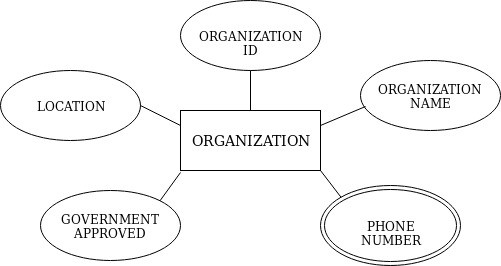 ORGANIZATION
ID
ORGANIZATION
NAME
LOCATION
ORGANIZATION
GOVERNMENT
APPROVED
PHONE
NUMBER